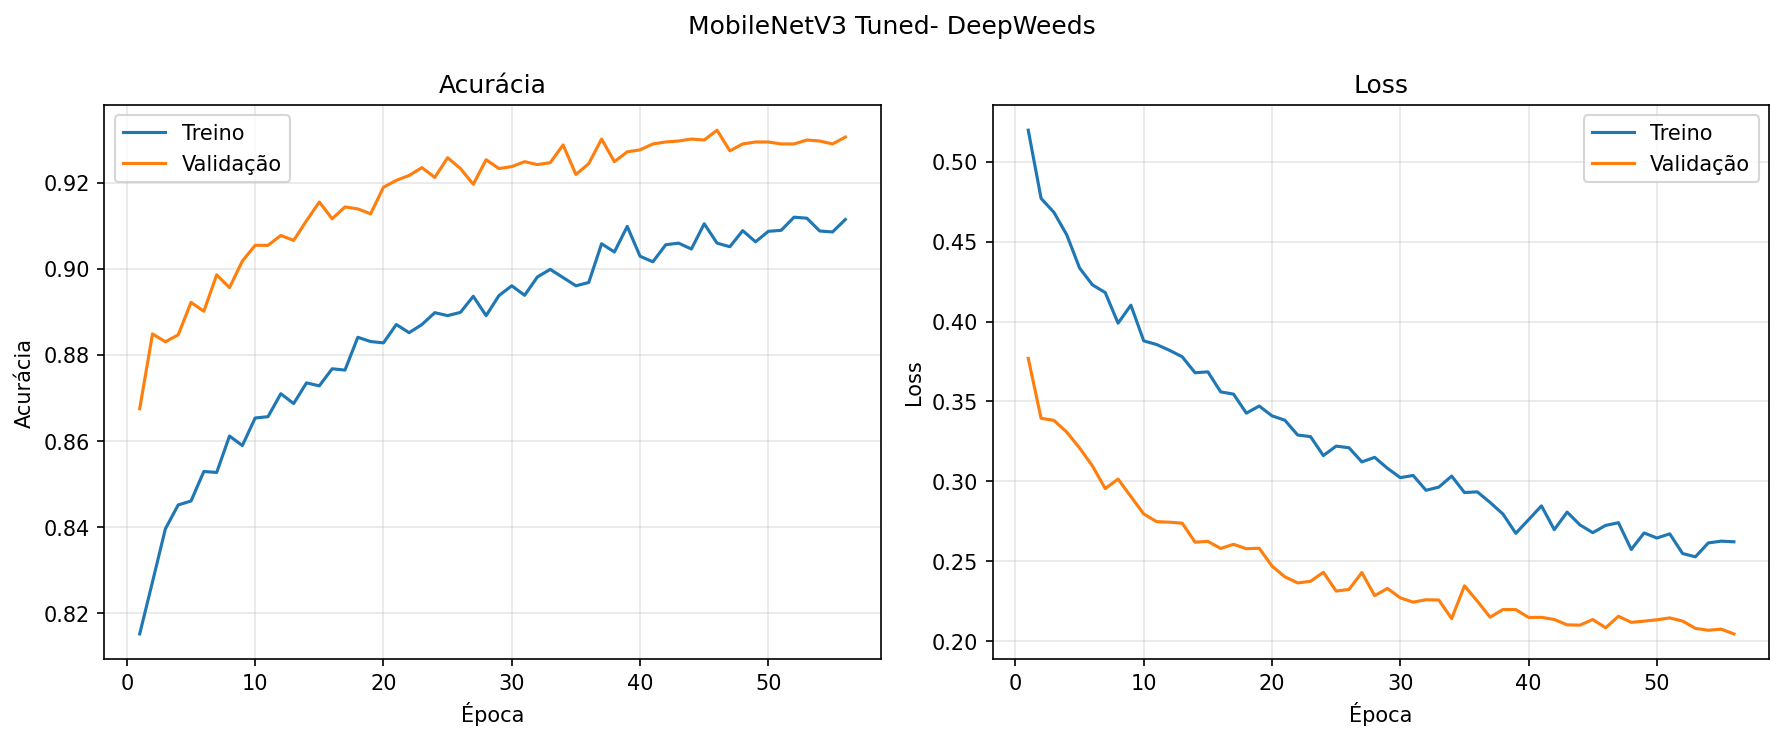 MobileNetV3 Tuned- DeepWeeds
Acurácia
Treino
Validação
Acurácia
0.92
0.90
0.88
0.86
0.84
0.82
0 10 20 30 40 50
Época
Loss
Treino
Validação
Loss
0.50
0.45
0.40
0.35
0.30
0.25
0.20
0 10 20 30 40 50
Época